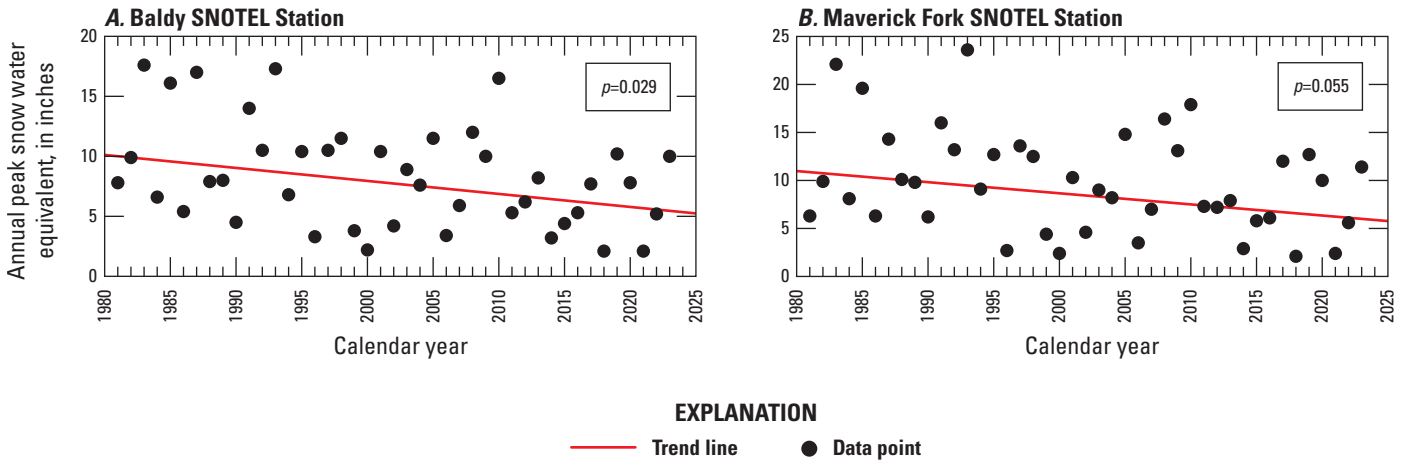 A. Baldy SNOTEL Station
Annual peak snow water
equivalent, in inches
20
15
10
5
0
p=0.029
1980
1985
1990
1995
2000
2005
2010
2015
2020
2025
Calendar year
B. Maverick Fork SNOTEL Station
25
20
15
10
5
0
p=0.055
1980
1985
1990
1995
2000
2005
2010
2015
2020
2025
Calendar year
EXPLANATION
Trend line
Data point